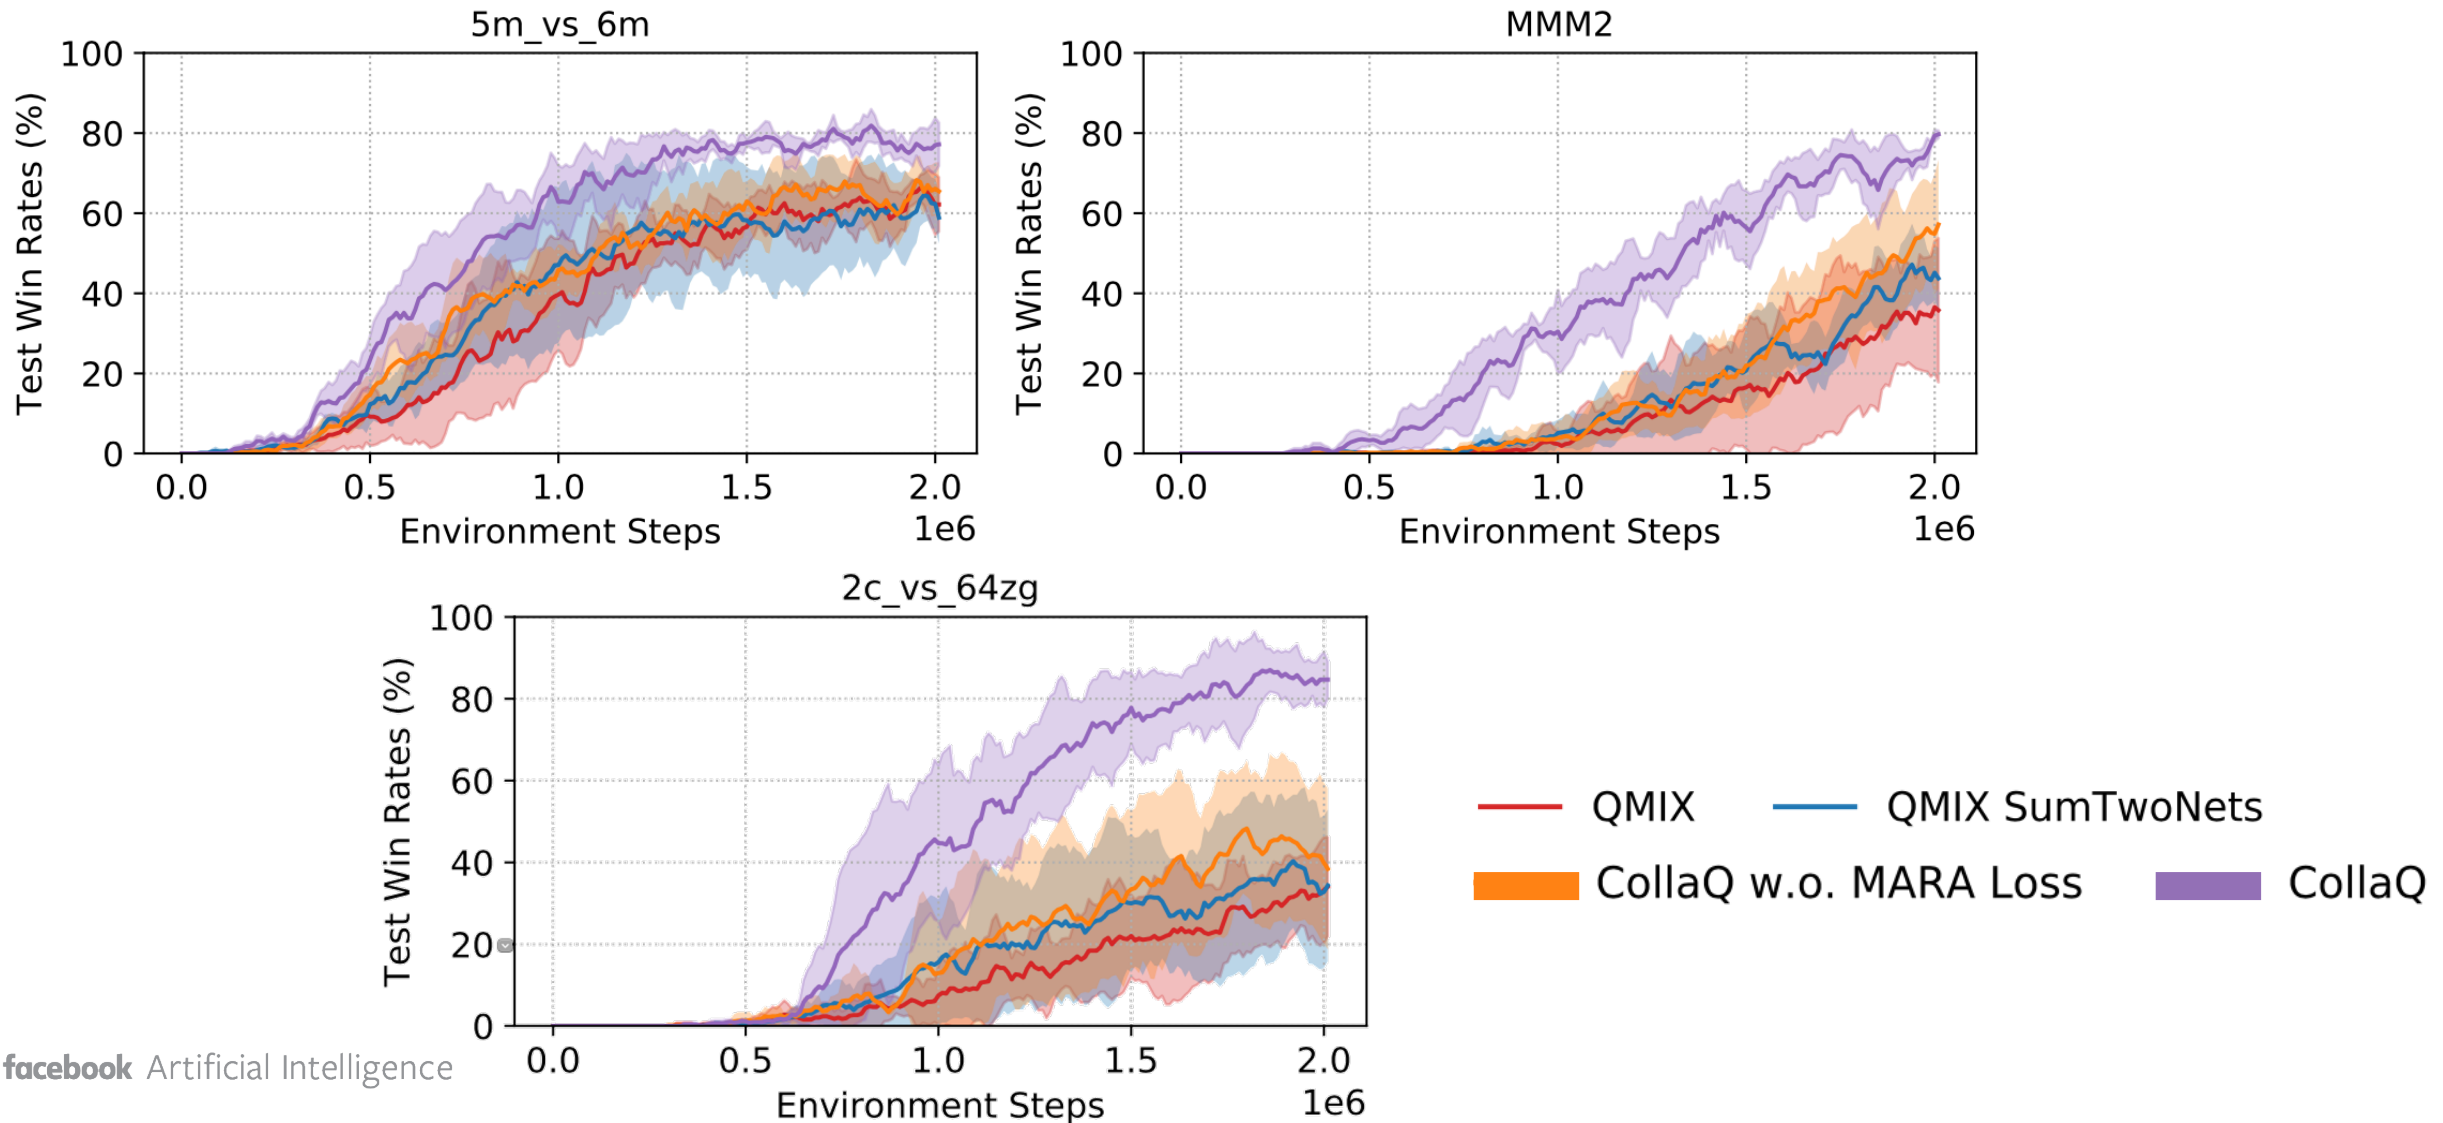 5m_vs_6m
100
80
60
40
20
0
Test Win Rates (%)
0.0 0.5 1.0 1.5 2.0
Environment Steps
1e6
MMM2
100
80
60
40
20
0
Test Win Rates (%)
0.0 0.5 1.0 1.5 2.0
Environment Steps
1e6
2c_vs_64zg
100
80
60
40
20
0
Test Win Rates (%)
0.0 0.5 1.0 1.5 2.0
Environment Steps
1e6
QMIX QMIX SumTwoNets
CollaQ w.o. MARA Loss CollaQ
facebook Artificial Intelligence